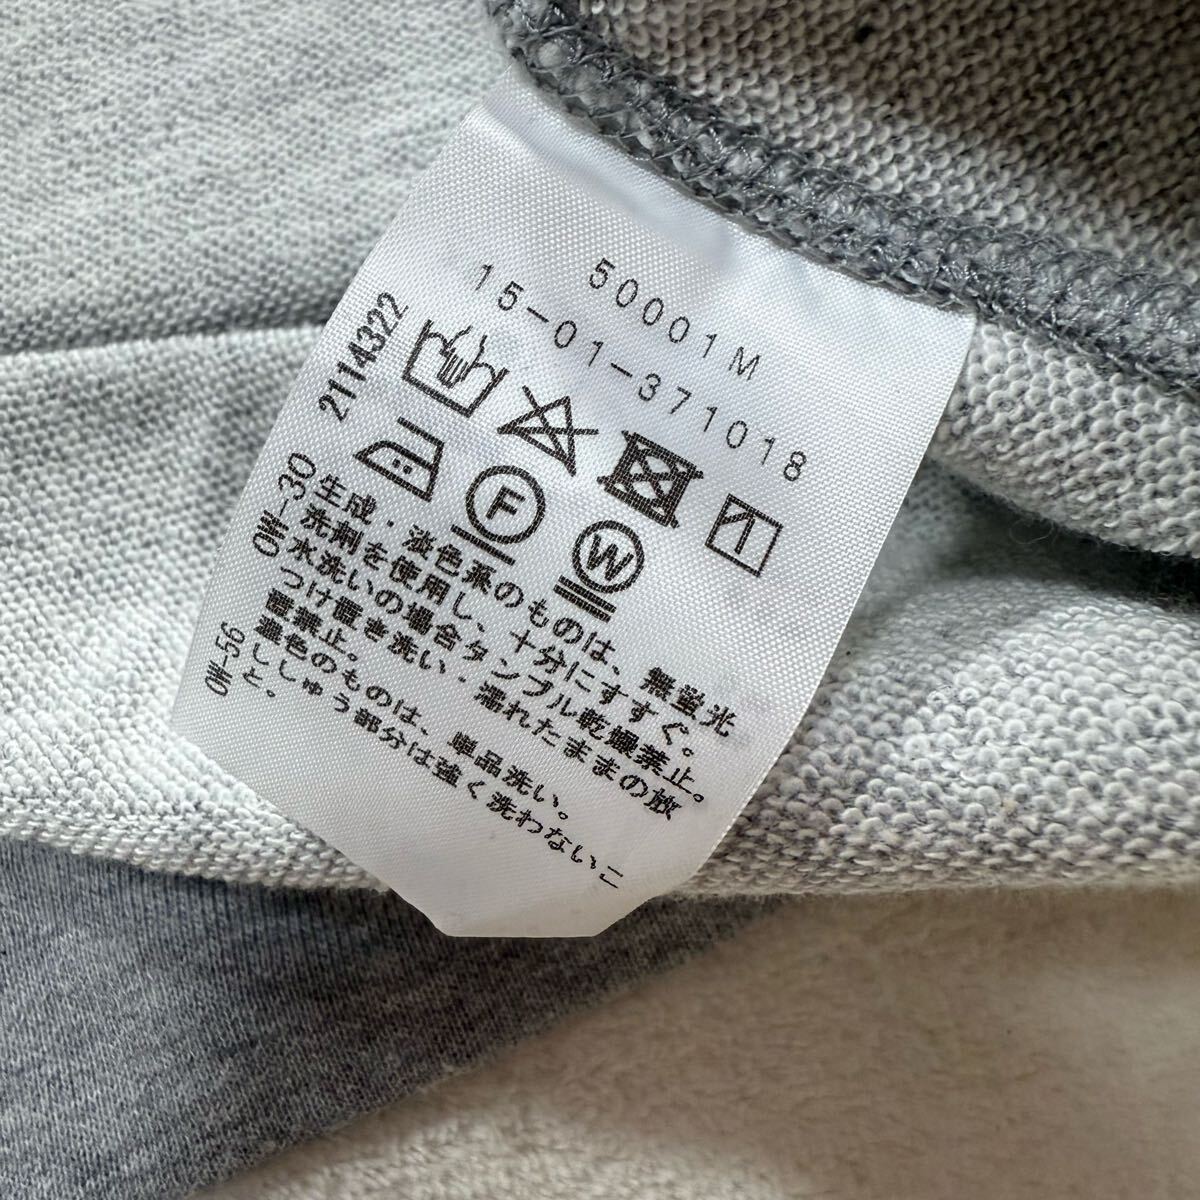 50001M
15-01-371018
2114322
F
W
OW-30
生成・淡色系のものは、無蛍光
洗剤を使用し、十分にすすぐ。
水洗いの場合タンブル乾燥禁止。
つけ置き洗い・濡れたままの放
置禁止。
濃色のものは、単品洗い。
OW-56
ししゅう部分は強く洗わないこ
と。